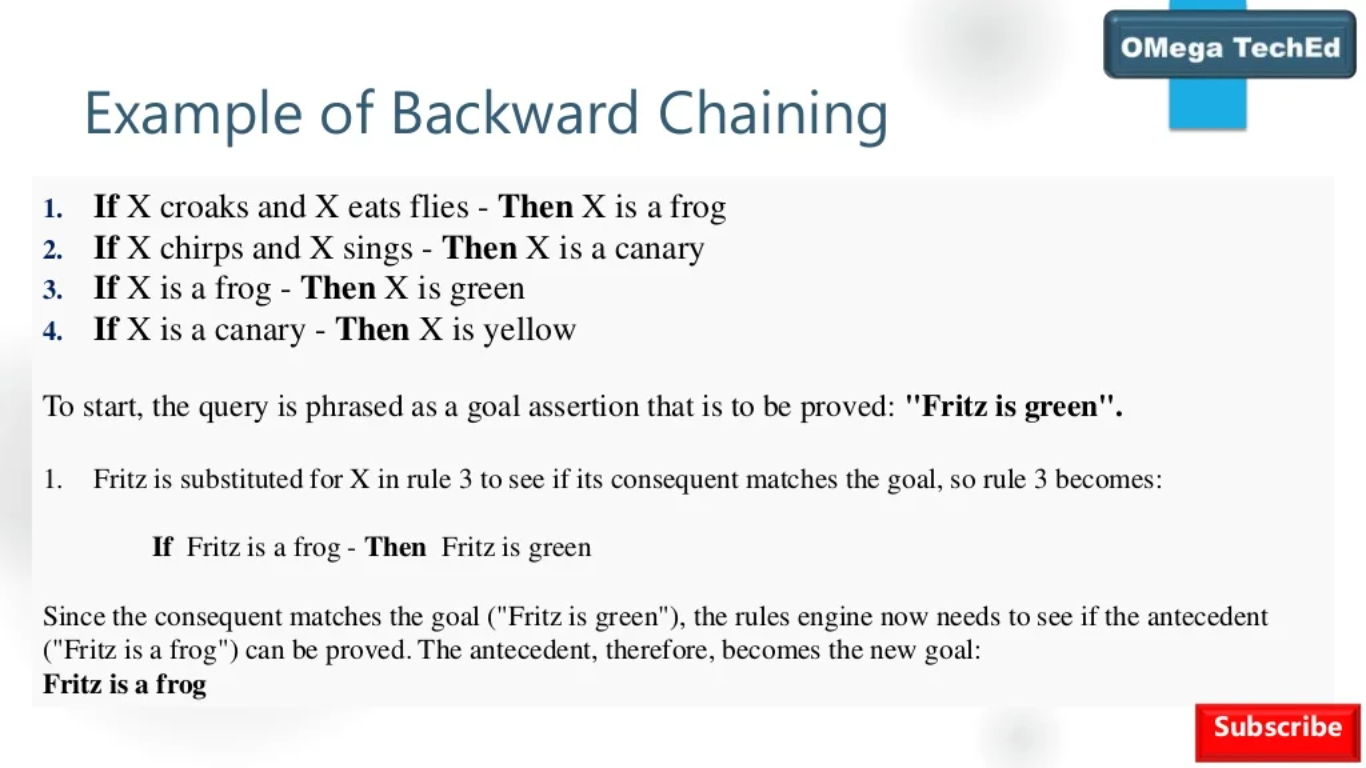 OMega TechEd
Example of Backward Chaining
1. If X croaks and X eats flies - Then X is a frog
2. If X chirps and X sings - Then X is a canary
3. If X is a frog - Then X is green
4. If X is a canary - Then X is yellow
To start, the query is phrased as a goal assertion that is to be proved: "Fritz is green".
1. Fritz is substituted for X in rule 3 to see if its consequent matches the goal, so rule 3 becomes:
If Fritz is a frog - Then Fritz is green
Since the consequent matches the goal ("Fritz is green"), the rules engine now needs to see if the antecedent
("Fritz is a frog") can be proved. The antecedent, therefore, becomes the new goal:
Fritz is a frog
Subscribe